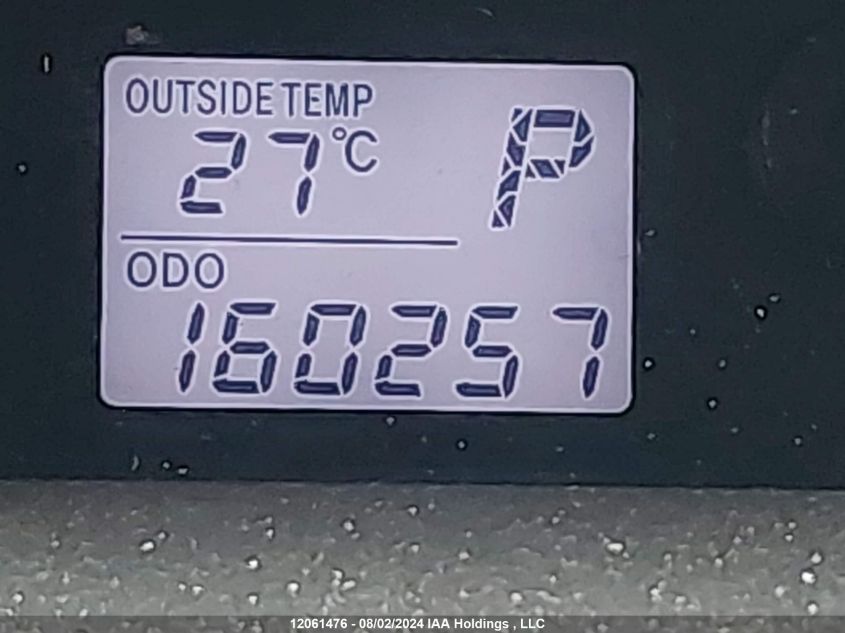 OUTSIDE TEMP
27°C
P
ODO
160257
12061476 - 08/02/2024 IAA Holdings , LLC